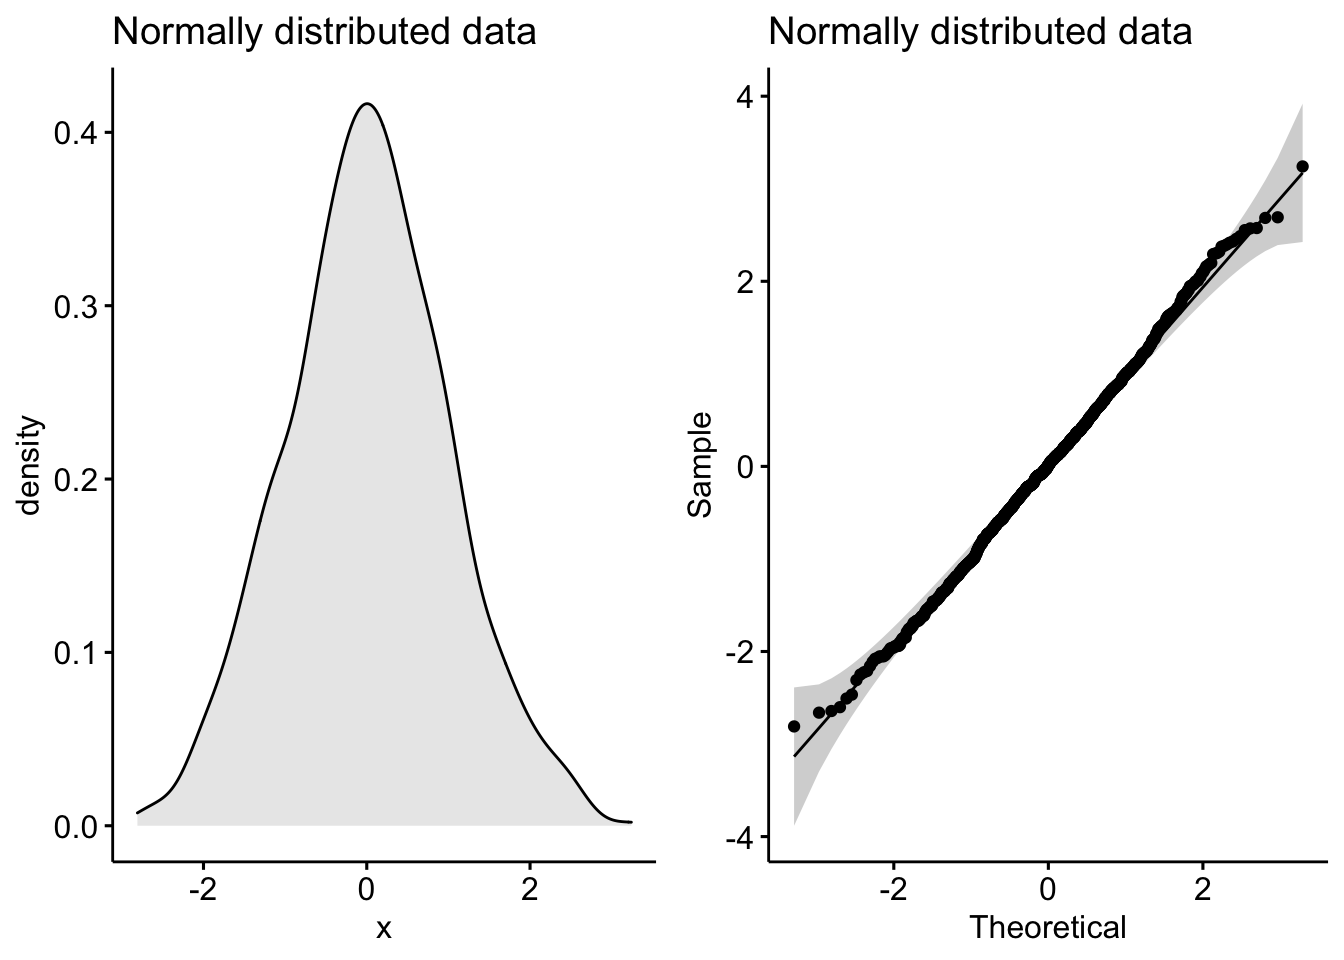 Normally distributed data
0.4
0.3
0.2
0.1
0.0
density
-2 0 2
x
Normally distributed data
4
2
0
-2
-4
Sample
-2 0 2
Theoretical